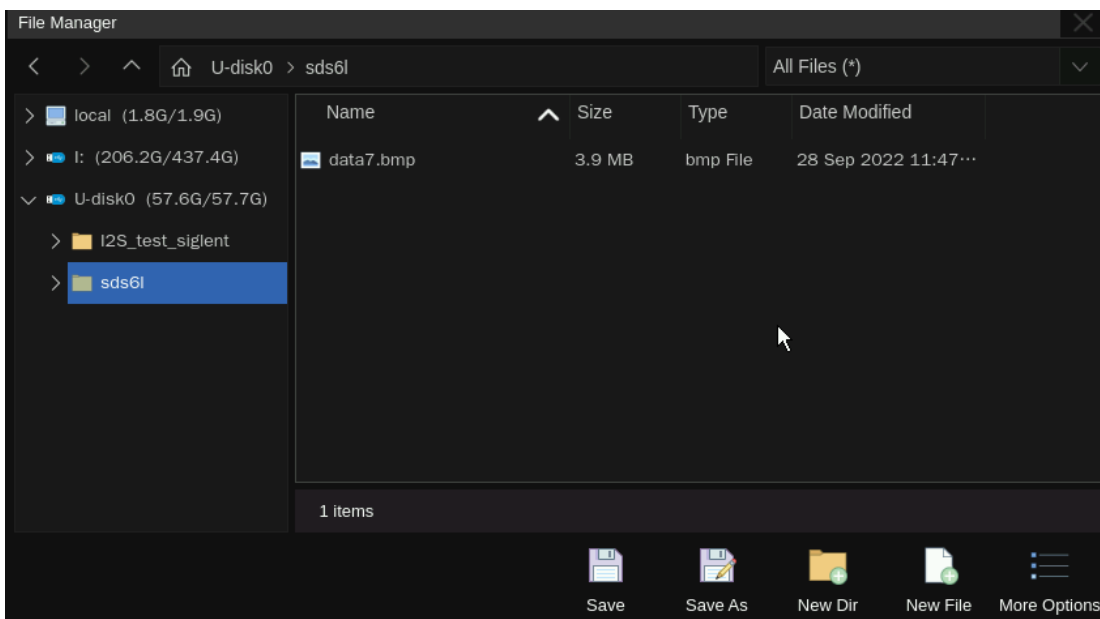 File Manager
U-disk0 > sds6l
All Files (*)
local (1.8G/1.9G)
I: (206.2G/437.4G)
U-disk0 (57.6G/57.7G)
I2S_test_siglent
sds6l
Name Size Type Date Modified
data7.bmp 3.9 MB bmp File 28 Sep 2022 11:47···
1 items
Save Save As New Dir New File More Options